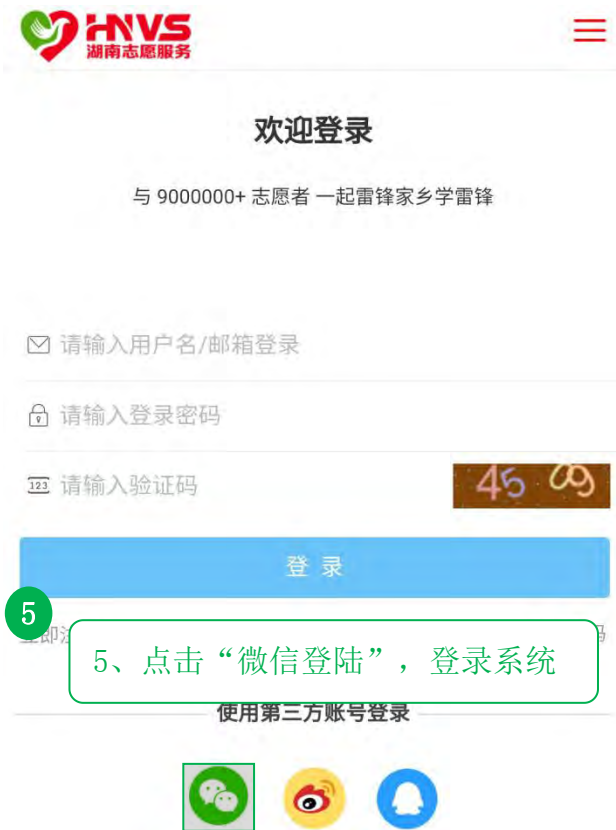 HNVS
湖南志愿服务
欢迎登录
与 9000000+ 志愿者 一起雷锋家乡学雷锋
请输入用户名/邮箱登录
请输入登录密码
123 请输入验证码
45 09
登 录
5
5、点击“微信登陆”，登录系统
使用第三方账号登录